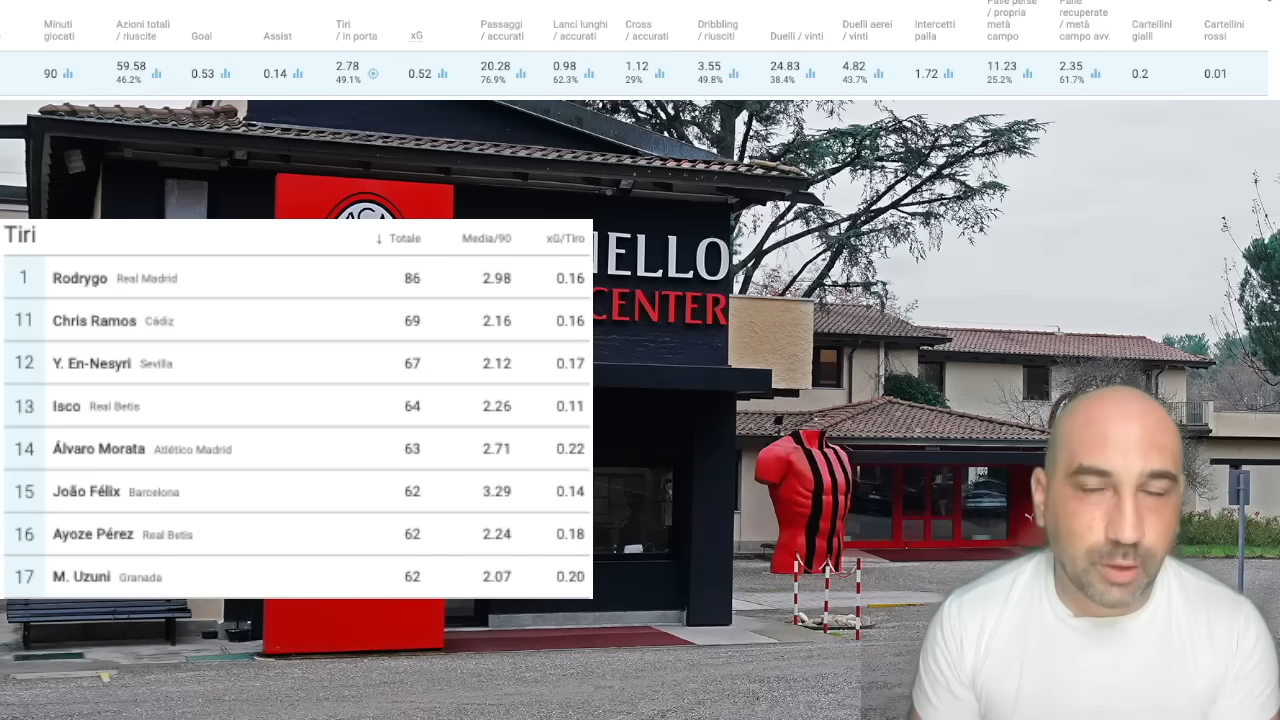 Minuti giocati
Azioni totali / riuscite
Goal
Assist
Tiri / in porta
xG
Passaggi / accurati
Lanci lunghi / accurati
Cross / accurati
Dribbling / riusciti
Duelli / vinti
Duelli aerei / vinti
Intercetti palla
Palle perse / propria metà campo
Palle recuperate / metà campo avv.
Cartellini gialli
Cartellini rossi
90 59.58 0.53 0.14 2.78 0.52 20.28 0.98 1.12 3.55 24.83 4.82 1.72 11.23 2.35 0.2 0.01
46.2% 49.1% 76.9% 62.3% 29% 49.8% 38.4% 43.7% 25.2% 61.7%
ACA
NELLO
CENTER
Tiri ↓ Totale Media/90 xG/Tiro
1 Rodrygo Real Madrid 86 2.98 0.16
11 Chris Ramos Cádiz 69 2.16 0.16
12 Y. En-Nesyri Sevilla 67 2.12 0.17
13 Isco Real Betis 64 2.26 0.11
14 Álvaro Morata Atlético Madrid 63 2.71 0.22
15 João Félix Barcelona 62 3.29 0.14
16 Ayoze Pérez Real Betis 62 2.24 0.18
17 M. Uzuni Granada 62 2.07 0.20